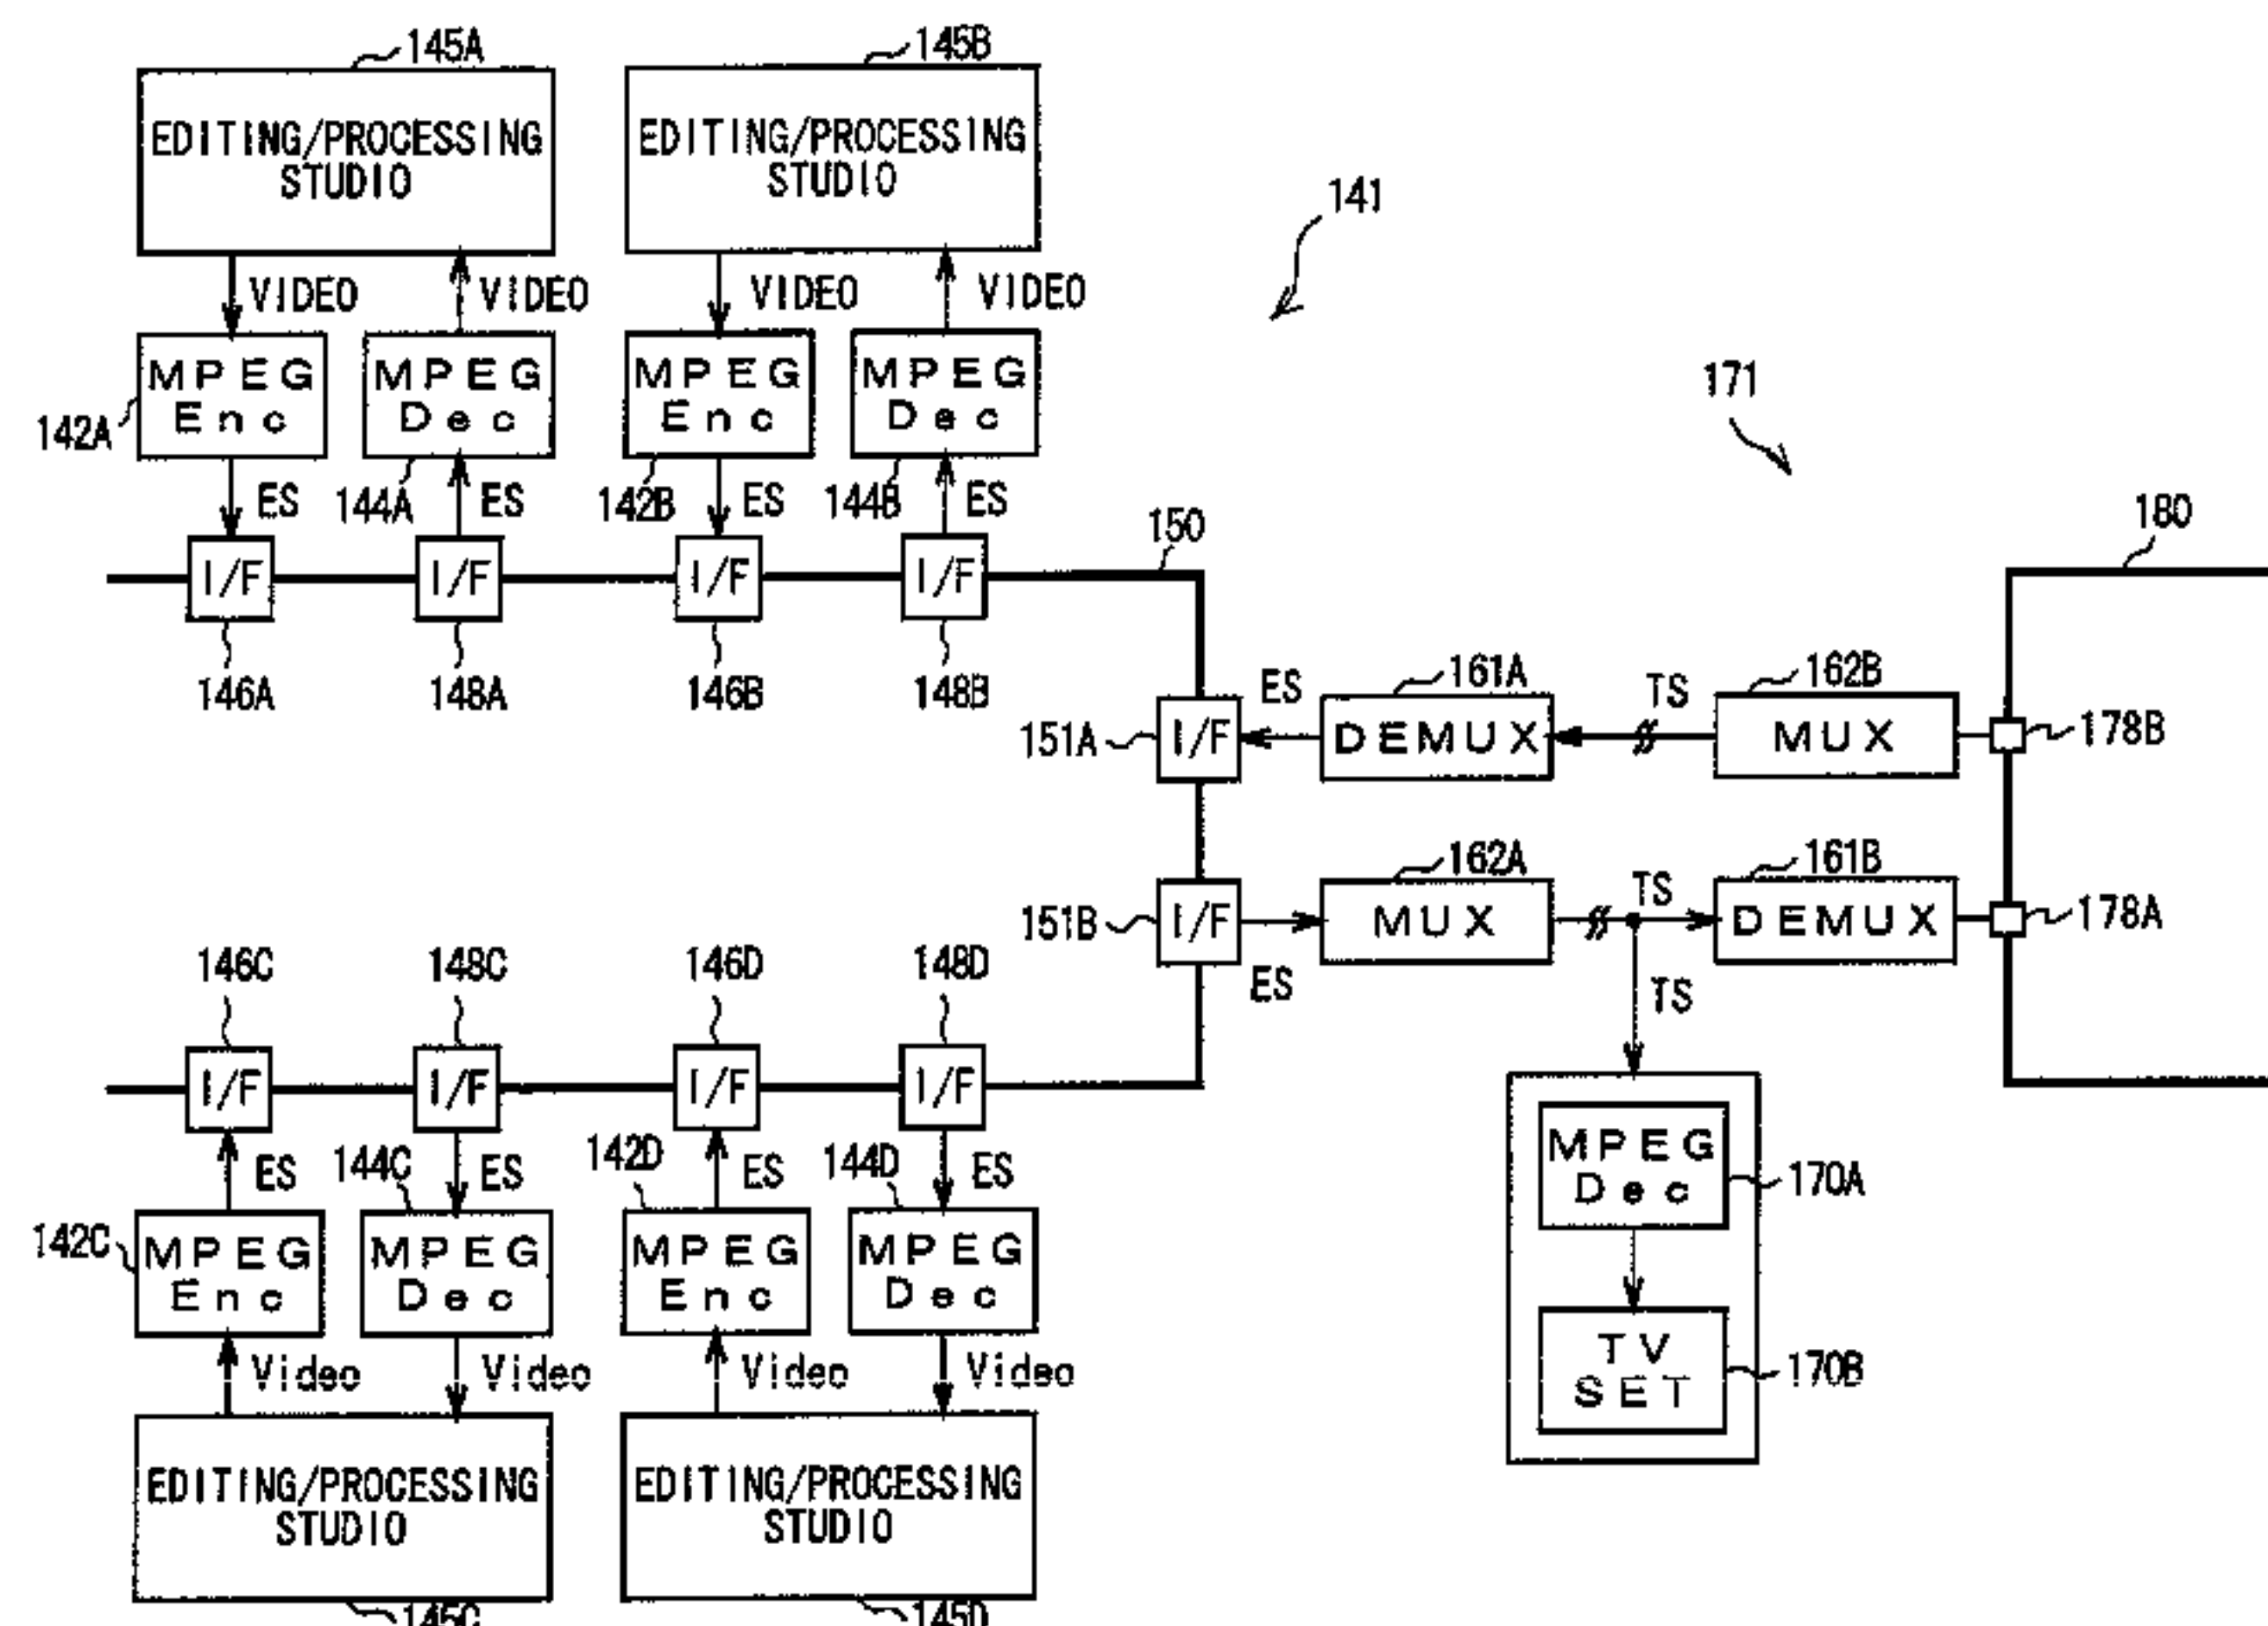 145A 145B
EDITING/PROCESSING EDITING/PROCESSING
STUDIO STUDIO
141
VIDEO VIDEO VIDEO VIDEO
MPEG MPEG MPEG MPEG
Enc Dec Enc Dec
171
142A 144A 142B 144B
ES ES ES ES
150 180
I/F I/F I/F I/F
146A 148A 146B 148B
ES 161A TS 162B
151A I/F DEMUX MUX 178B
162A TS 161B
151B I/F MUX DEMUX 178A
ES TS
146C 148C 146D 148D
I/F I/F I/F I/F
ES 144C ES 142D ES 144D ES
142C
MPEG MPEG MPEG MPEG
Enc Dec Enc Dec
MPEG
Dec 170A
Video Video Video Video
TV
SET 170B
EDITING/PROCESSING EDITING/PROCESSING
STUDIO STUDIO
145C 145D